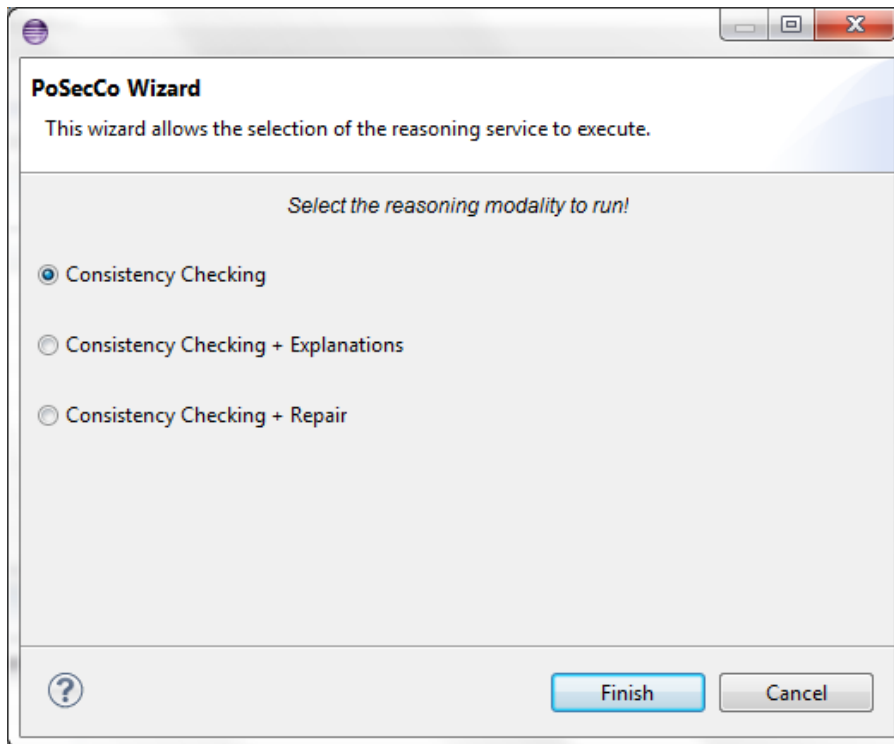 PoSecCo Wizard
This wizard allows the selection of the reasoning service to execute.
Select the reasoning modality to run!
Consistency Checking
Consistency Checking + Explanations
Consistency Checking + Repair
?
Finish Cancel